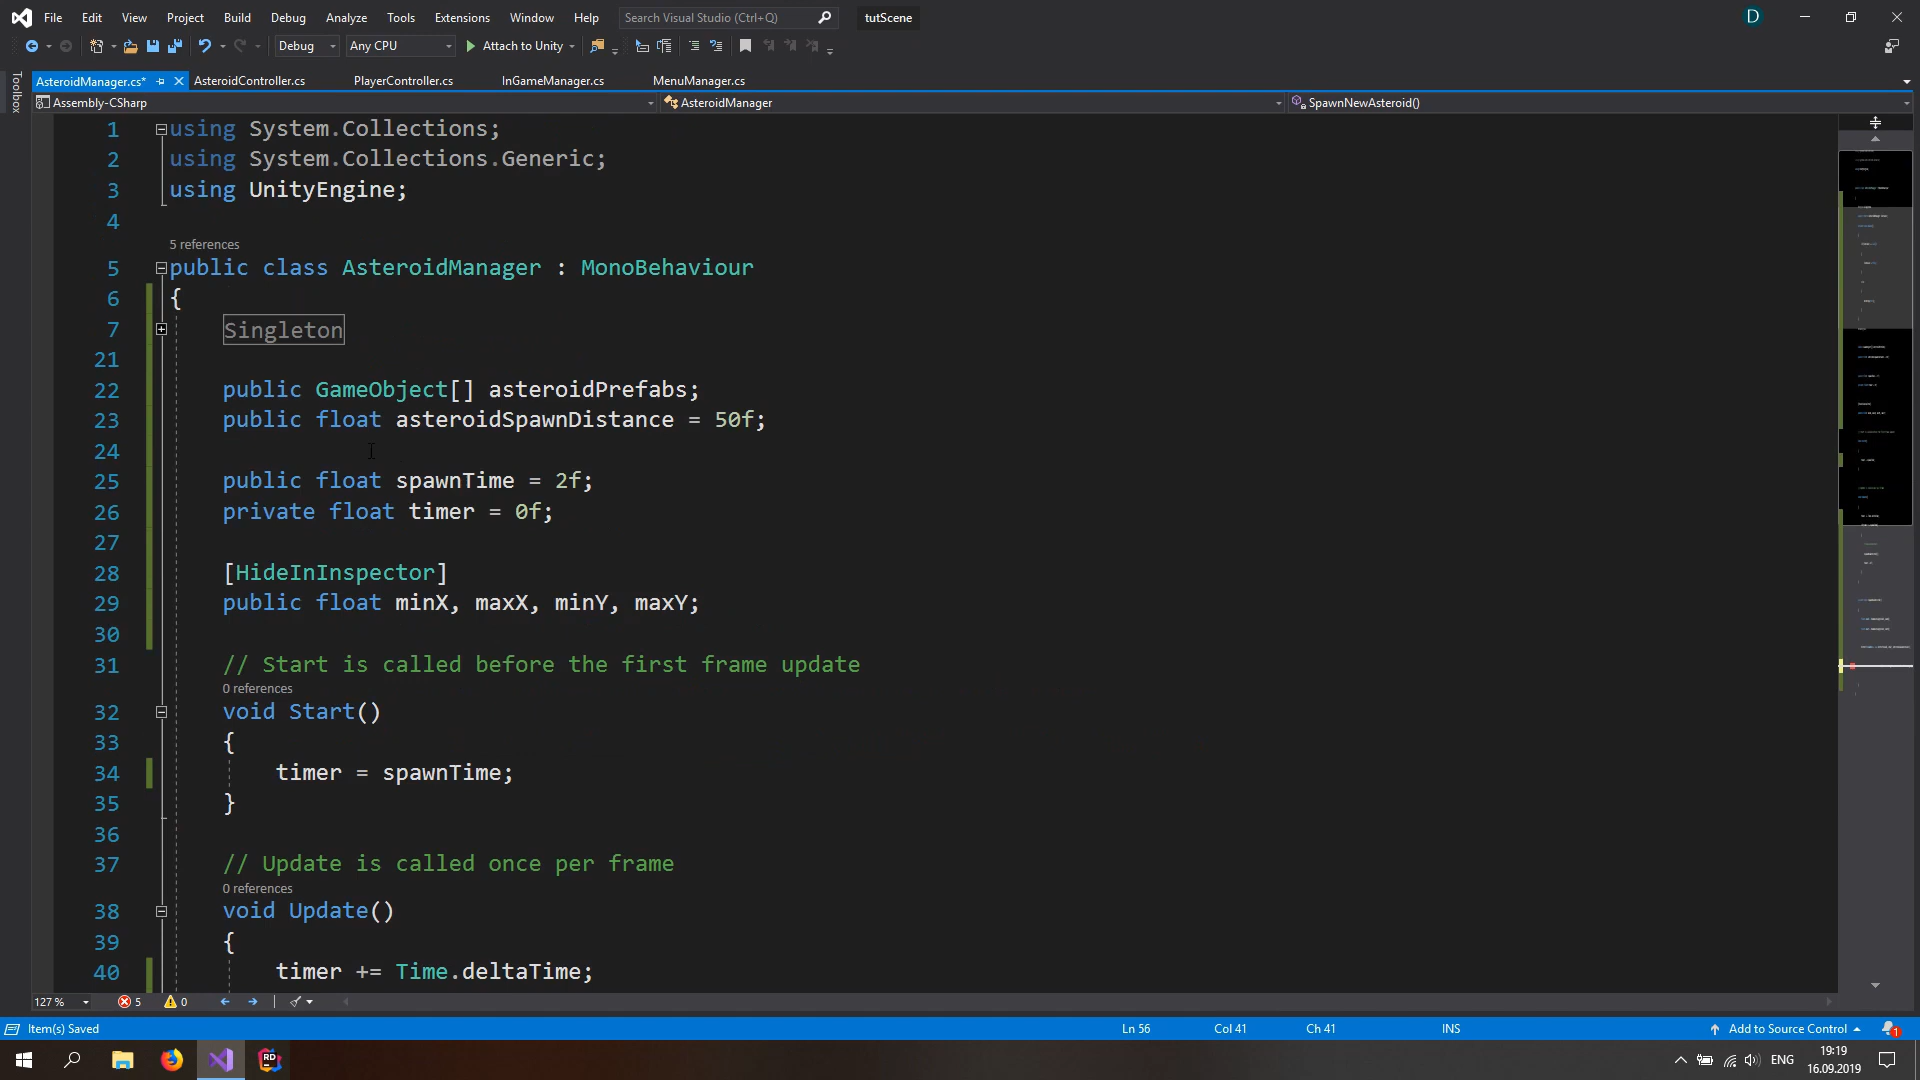 File Edit View Project Build Debug Analyze Tools Extensions Window Help Search Visual Studio (Ctrl+Q) tutScene D
Debug Any CPU Attach to Unity
Toolbox
AsteroidManager.cs* AsteroidController.cs PlayerController.cs InGameManager.cs MenuManager.cs
Assembly-CSharp AsteroidManager SpawnNewAsteroid()
1 using System.Collections;
2 using System.Collections.Generic;
3 using UnityEngine;
4
5 references
5 public class AsteroidManager : MonoBehaviour
6 {
7 Singleton
21
22 public GameObject[] asteroidPrefabs;
23 public float asteroidSpawnDistance = 50f;
24
25 public float spawnTime = 2f;
26 private float timer = 0f;
27
28 [HideInInspector]
29 public float minX, maxX, minY, maxY;
30
31 // Start is called before the first frame update
0 references
32 void Start()
33 {
34 timer = spawnTime;
35 }
36
37 // Update is called once per frame
0 references
38 void Update()
39 {
40 timer += Time.deltaTime;
127 % 5 0
Item(s) Saved Ln 56 Col 41 Ch 41 INS Add to Source Control 1
RD ENG 19:19
16.09.2019